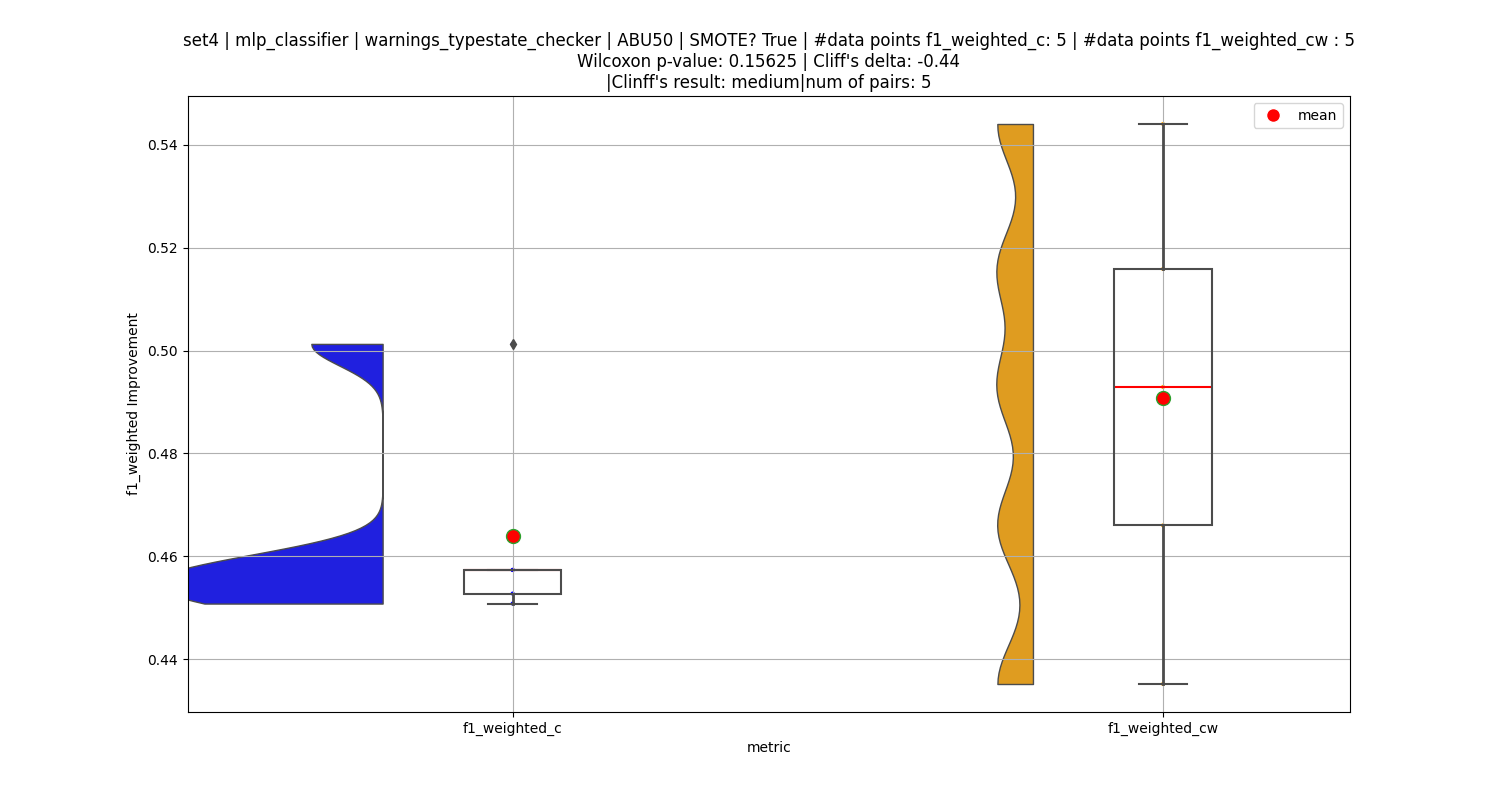 set4 | mlp_classifier | warnings_typestate_checker | ABU50 | SMOTE? True | #data points f1_weighted_c: 5 | #data points f1_weighted_cw : 5
Wilcoxon p-value: 0.15625 | Cliff's delta: -0.44
|Clinff's result: medium|num of pairs: 5
mean
0.54
0.52
0.50
0.48
0.46
0.44
f1_weighted Improvement
f1_weighted_c
f1_weighted_cw
metric